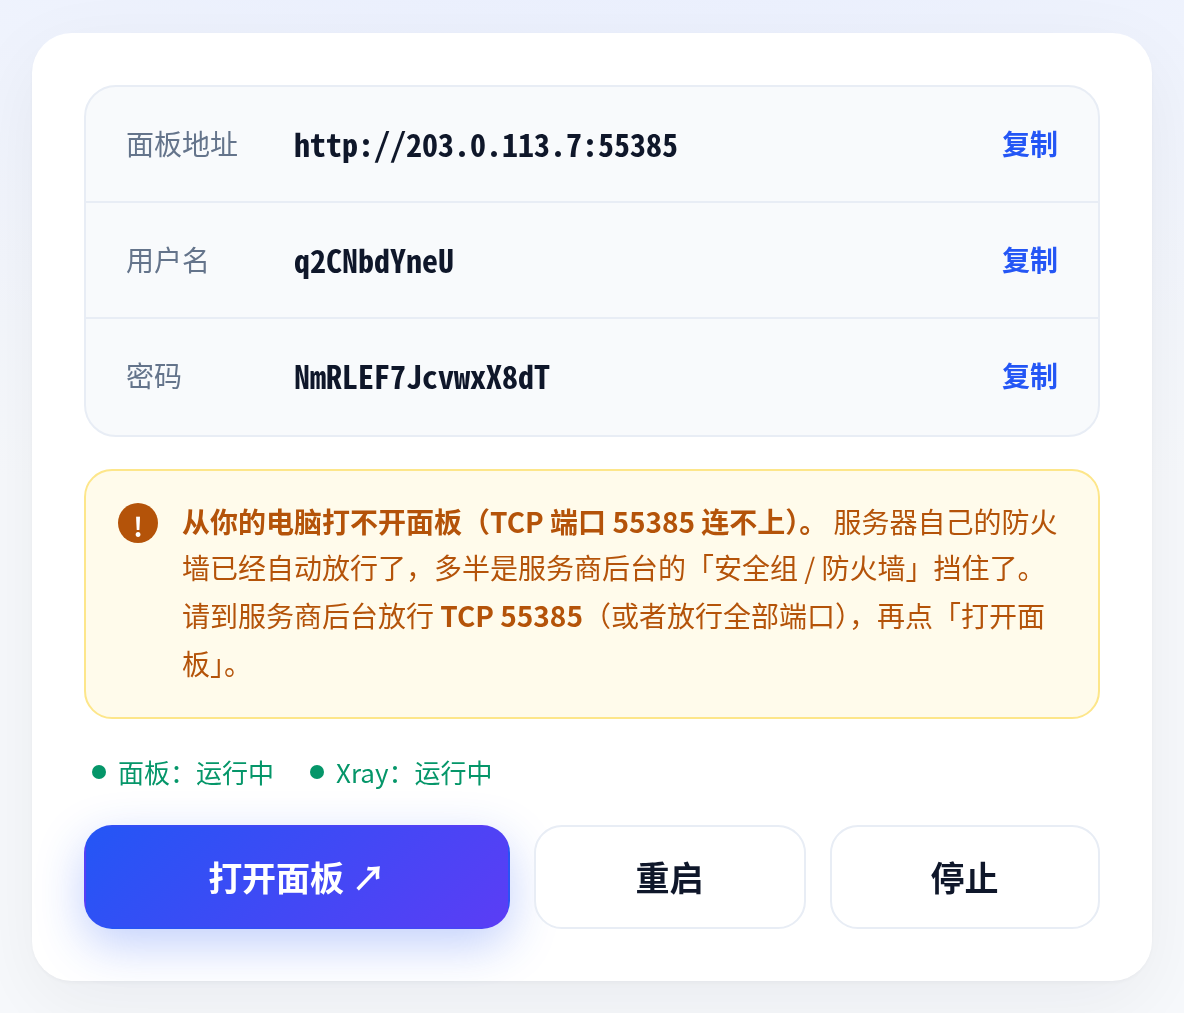 面板地址 http://203.0.113.7:55385 复制
用户名 q2CNbdYneU 复制
密码 NmRLEF7JcvwxX8dT 复制
从你的电脑打不开面板（TCP 端口 55385 连不上）。 服务器自己的防火
墙已经自动放行了，多半是服务商后台的「安全组 / 防火墙」挡住了。
请到服务商后台放行 TCP 55385（或者放行全部端口），再点「打开面
板」。
面板：运行中 Xray：运行中
打开面板 ↗ 重启 停止